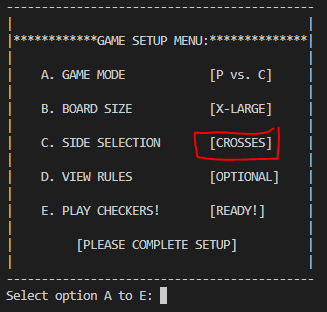 ************GAME SETUP MENU:**************
A. GAME MODE [P vs. C]
B. BOARD SIZE [X-LARGE]
C. SIDE SELECTION [CROSSES]
D. VIEW RULES [OPTIONAL]
E. PLAY CHECKERS! [READY!]
[PLEASE COMPLETE SETUP]
Select option A to E: